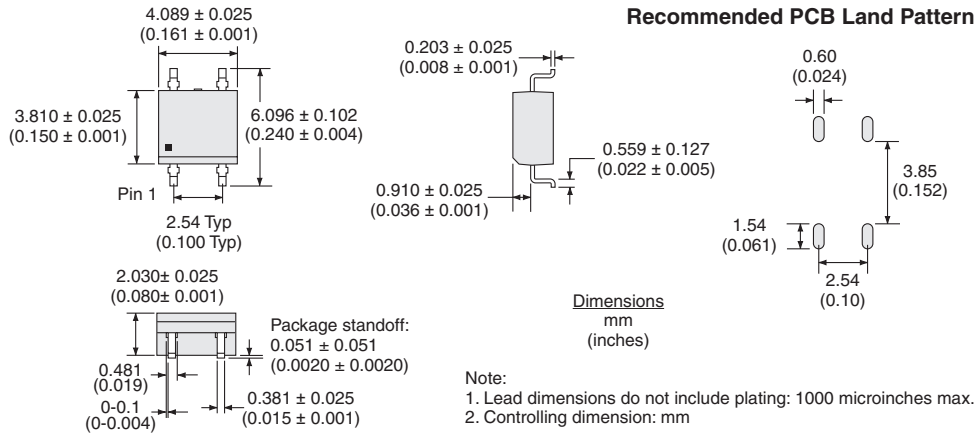 4.089 ± 0.025
(0.161 ± 0.001)
3.810 ± 0.025
(0.150 ± 0.001)
6.096 ± 0.102
(0.240 ± 0.004)
Pin 1
2.54 Typ
(0.100 Typ)
0.203 ± 0.025
(0.008 ± 0.001)
0.559 ± 0.127
(0.022 ± 0.005)
0.910 ± 0.025
(0.036 ± 0.001)
Recommended PCB Land Pattern
0.60
(0.024)
3.85
(0.152)
1.54
(0.061)
2.54
(0.10)
2.030± 0.025
(0.080± 0.001)
Package standoff:
0.051 ± 0.051
(0.0020 ± 0.0020)
0.481
(0.019)
0-0.1
(0-0.004)
0.381 ± 0.025
(0.015 ± 0.001)
Dimensions
mm
(inches)
Note:
1. Lead dimensions do not include plating: 1000 microinches max.
2. Controlling dimension: mm